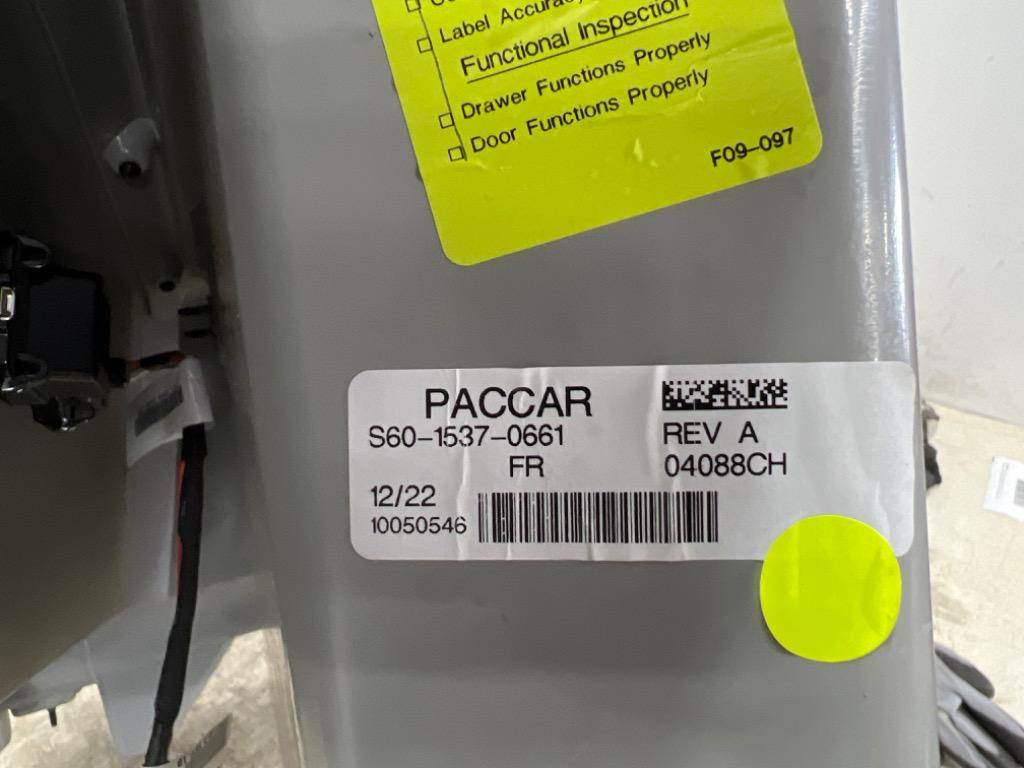 Label Accuracy
Functional Inspection
Drawer Functions Properly
Door Functions Properly
F09-097
PACCAR
S60-1537-0661
REV A
FR
04088CH
12/22
10050546